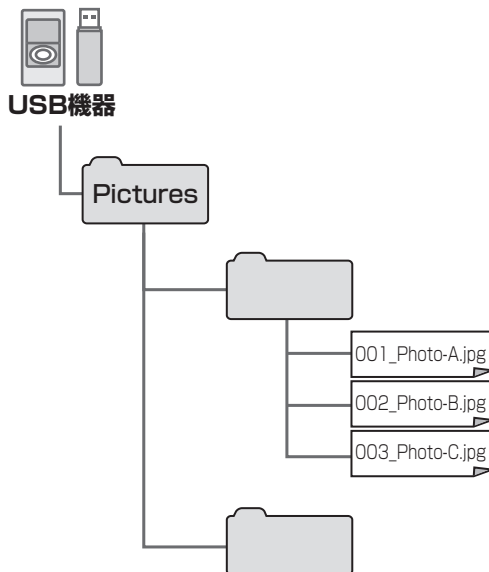 USB機器
Pictures
001_Photo-A.jpg
002_Photo-B.jpg
003_Photo-C.jpg